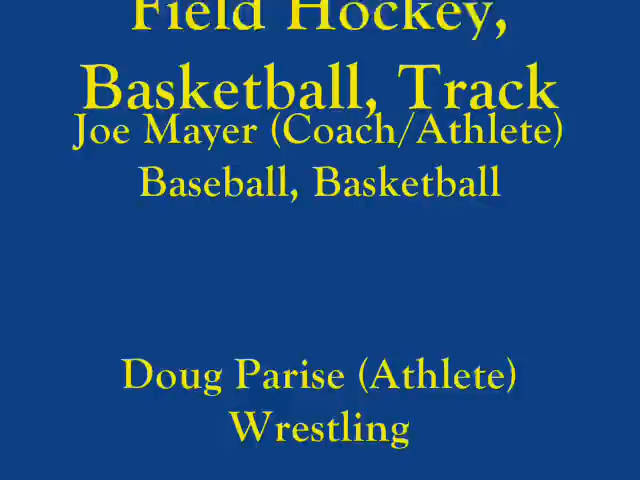 Field Hockey,
Basketball, Track
Joe Mayer (Coach/Athlete)
Baseball, Basketball
Doug Parise (Athlete)
Wrestling